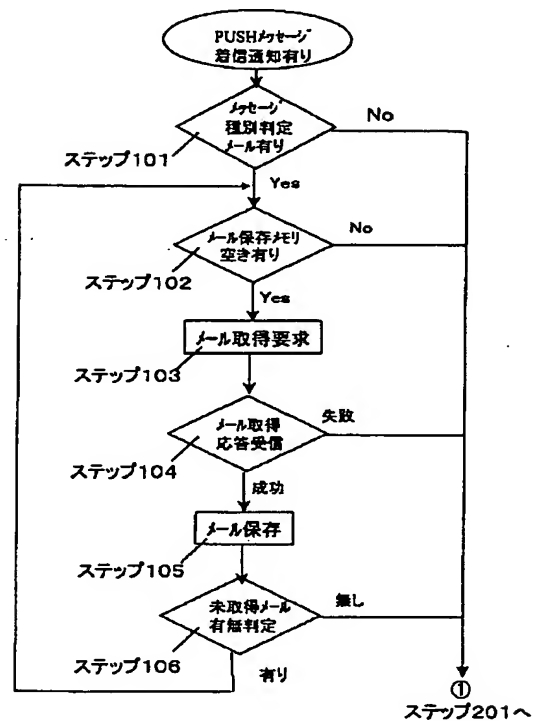 PUSHメッセージ
着信通知有り
メッセージ
種別判定
メール有り
No
ステップ101
Yes
メール保存メモリ
空き有り
No
ステップ102
Yes
メール取得要求
ステップ103
メール取得
応答受信
失敗
ステップ104
成功
メール保存
ステップ105
未取得メール
有無判定
無し
ステップ106
有り
①
ステップ201へ